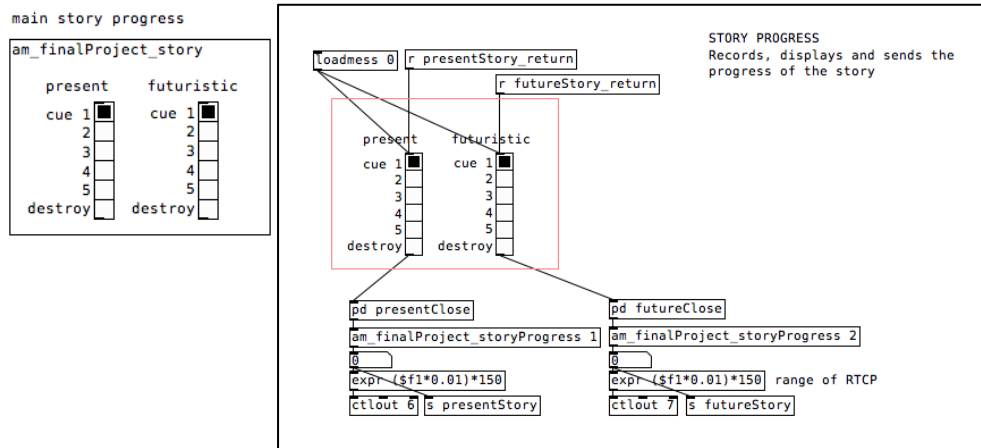 main story progress
am_finalProject_story
present futuristic
cue 1 cue 1
2 2
3 3
4 4
5 5
destroy destroy
STORY PROGRESS
Records, displays and sends the
progress of the story
loadmess 0 r presentStory_return
r futureStory_return
present futuristic
cue 1 cue 1
2 2
3 3
4 4
5 5
destroy destroy
pd presentClose pd futureClose
am_finalProject_storyProgress 1 am_finalProject_storyProgress 2
0 0
expr ($f1*0.01)*150 expr ($f1*0.01)*150 range of RTCP
ctlout 6 s presentStory ctlout 7 s futureStory